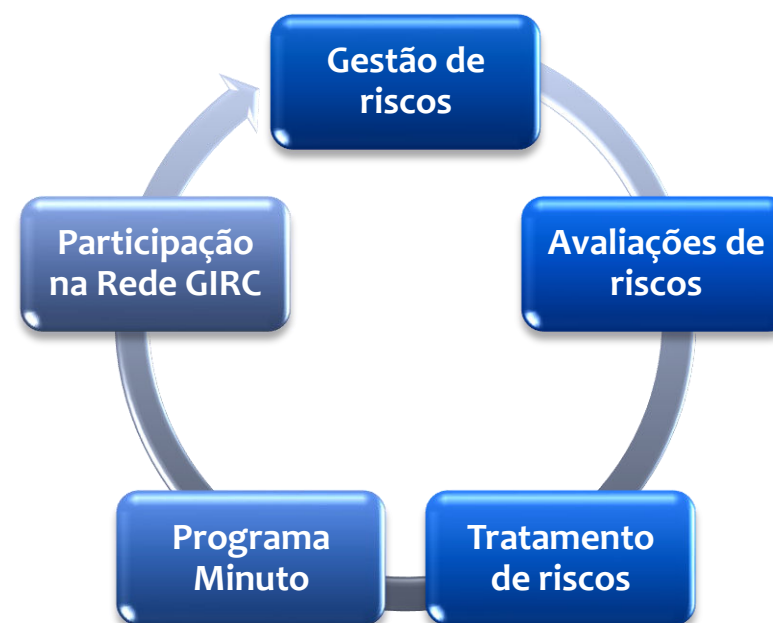 Gestão de
riscos
Avaliações de
riscos
Tratamento
de riscos
Programa
Minuto
Participação
na Rede GIRC